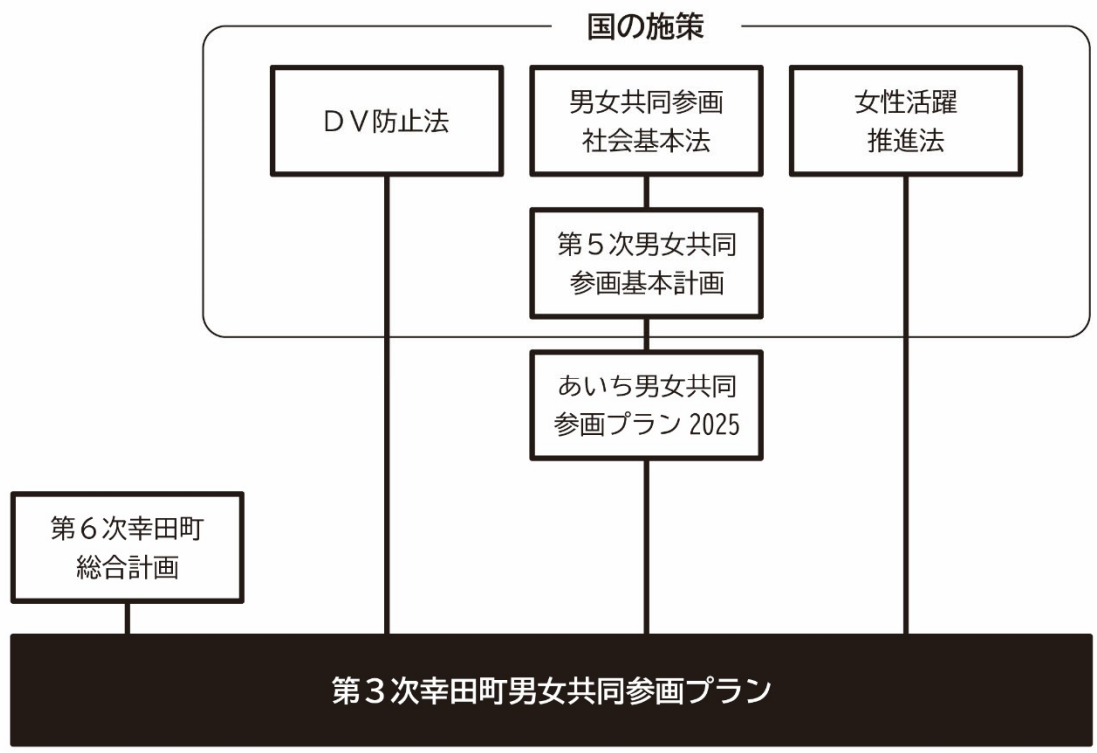 国の施策
ＤＶ防止法
男女共同参画
社会基本法
女性活躍
推進法
第５次男女共同
参画基本計画
あいち男女共同
参画プラン 2025
第６次幸田町
総合計画
第３次幸田町男女共同参画プラン